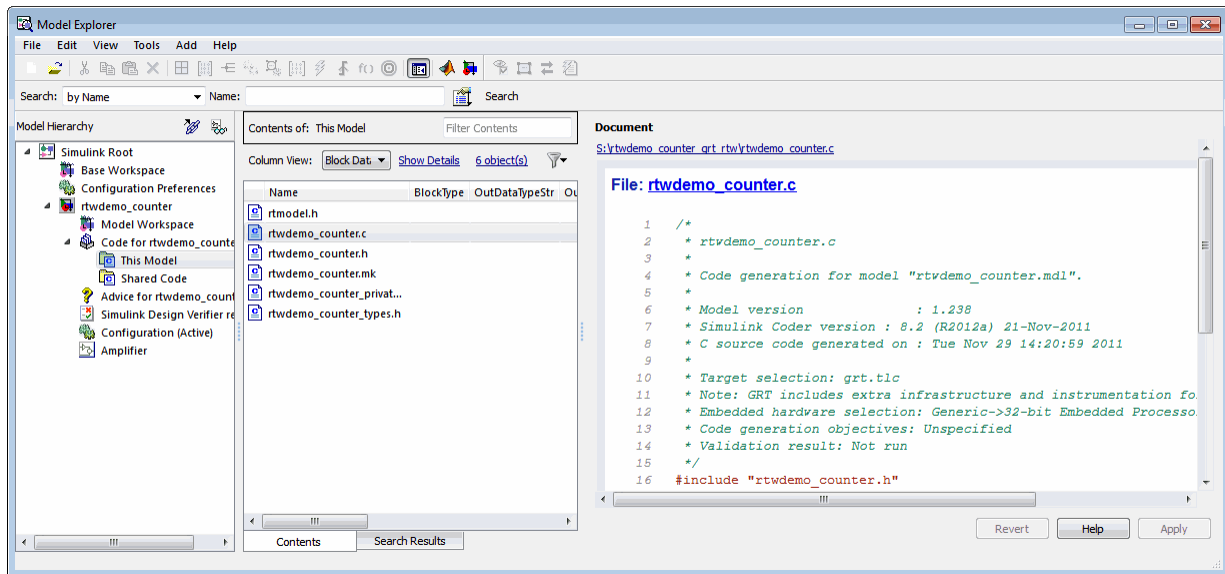 Model Explorer
File Edit View Tools Add Help
Search: by Name Name: Search
Model Hierarchy
Simulink Root
Base Workspace
Configuration Preferences
rtwdemo_counter
Model Workspace
Code for rtwdemo_counte
This Model
Shared Code
Advice for rtwdemo_count
Simulink Design Verifier re
Configuration (Active)
Amplifier
Contents of: This Model Filter Contents
Column View: Block Dat Show Details 6 object(s)
Name BlockType OutDataTypeStr Ou
rtmodel.h
rtwdemo_counter.c
rtwdemo_counter.h
rtwdemo_counter.mk
rtwdemo_counter_privat...
rtwdemo_counter_types.h
Contents Search Results
Document
S:\rtwdemo_counter_grt_rtw\rtwdemo_counter.c
File: rtwdemo_counter.c
1 /*
2 * rtwdemo_counter.c
3 *
4 * Code generation for model "rtwdemo_counter.mdl".
5 *
6 * Model version : 1.238
7 * Simulink Coder version : 8.2 (R2012a) 21-Nov-2011
8 * C source code generated on : Tue Nov 29 14:20:59 2011
9 *
10 * Target selection: grt.tlc
11 * Note: GRT includes extra infrastructure and instrumentation fo
12 * Embedded hardware selection: Generic->32-bit Embedded Processo
13 * Code generation objectives: Unspecified
14 * Validation result: Not run
15 */
16 #include "rtwdemo_counter.h"
Revert Help Apply